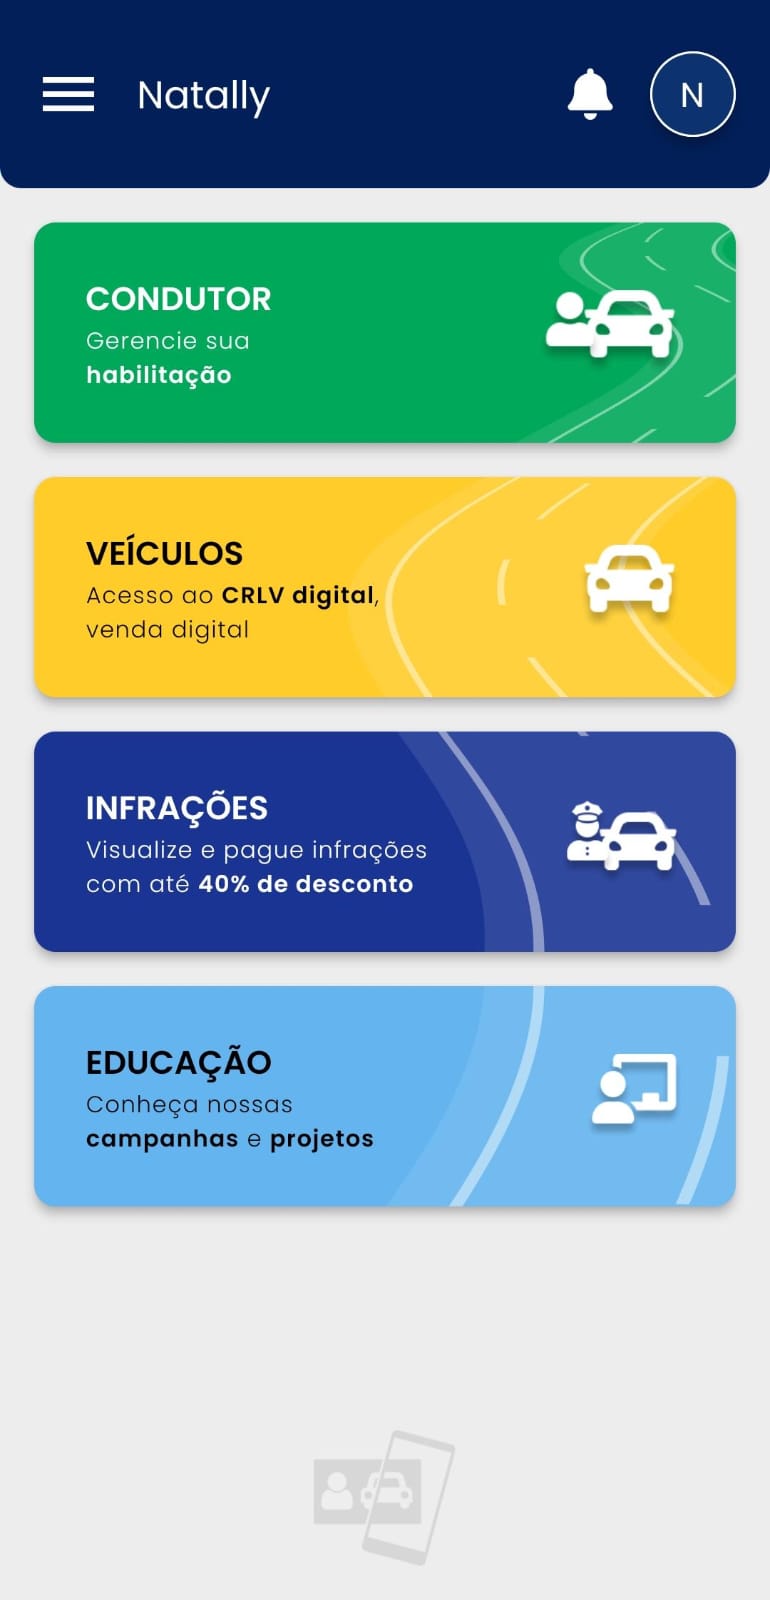 Natally
N
CONDUTOR
Gerencie sua
habilitação
VEÍCULOS
Acesso ao CRLV digital,
venda digital
INFRAÇÕES
Visualize e pague infrações
com até 40% de desconto
EDUCAÇÃO
Conheça nossas
campanhas e projetos